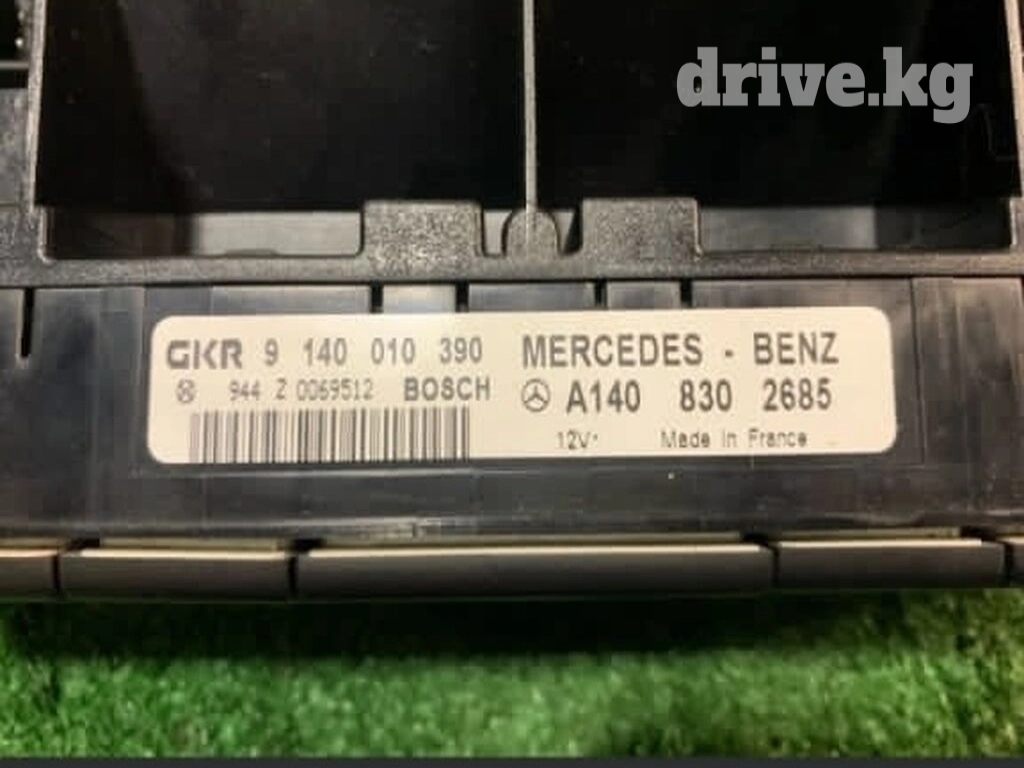 drive.kg
GKR 9 140 010 390 MERCEDES - BENZ
944 Z 0069512 BOSCH A140 830 2685
12V Made in France